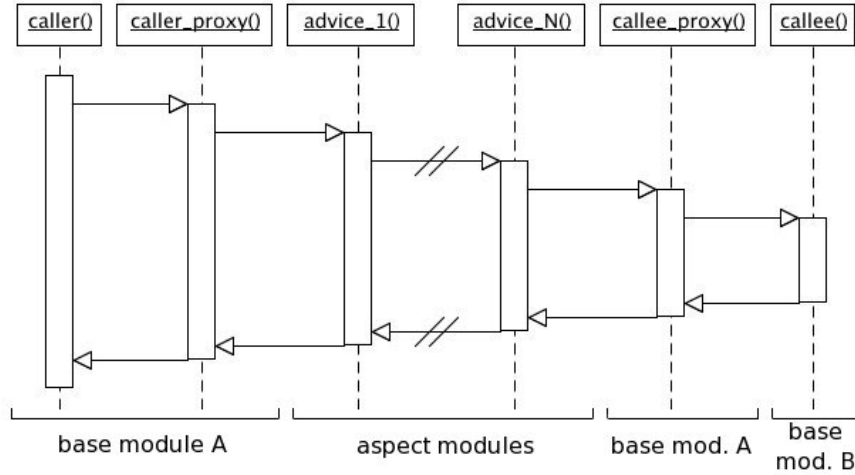 caller()
caller_proxy()
advice_1()
advice_N()
callee_proxy()
callee()
base module A
aspect modules
base mod. A
base
mod. B